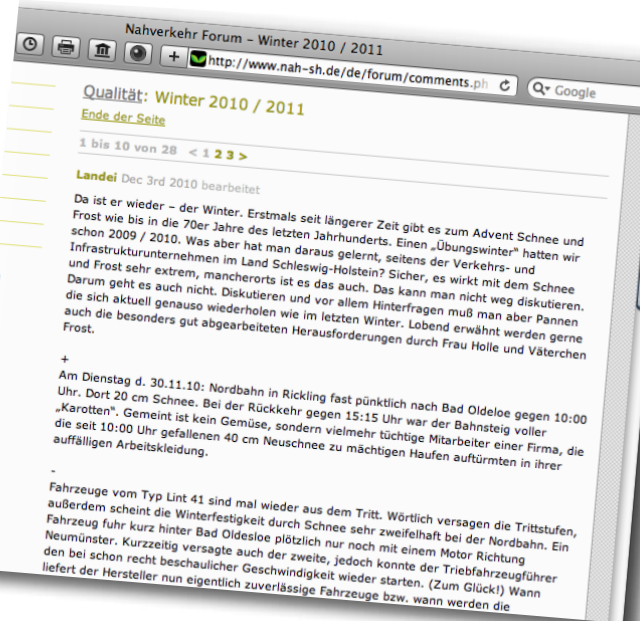 Nahverkehr Forum – Winter 2010 / 2011
http://www.nah-sh.de/de/forum/comments.ph
Google
Qualität: Winter 2010 / 2011
Ende der Seite
1 bis 10 von 28 < 1 2 3 >
Landei Dec 3rd 2010 bearbeitet
Da ist er wieder – der Winter. Erstmals seit längerer Zeit gibt es zum Advent Schnee und
Frost wie bis in die 70er Jahre des letzten Jahrhunderts. Einen „Übungswinter“ hatten wir
schon 2009 / 2010. Was aber hat man daraus gelernt, seitens der Verkehrs- und
Infrastrukturunternehmen im Land Schleswig-Holstein? Sicher, es wirkt mit dem Schnee
und Frost sehr extrem, mancherorts ist es das auch. Das kann man nicht weg diskutieren.
Darum geht es auch nicht. Diskutieren und vor allem Hinterfragen muß man aber Pannen
die sich aktuell genauso wiederholen wie im letzten Winter. Lobend erwähnt werden gerne
auch die besonders gut abgearbeiteten Herausforderungen durch Frau Holle und Väterchen
Frost.
+
Am Dienstag d. 30.11.10: Nordbahn in Rickling fast pünktlich nach Bad Oldeloe gegen 10:00
Uhr. Dort 20 cm Schnee. Bei der Rückkehr gegen 15:15 Uhr war der Bahnsteig voller
„Karotten“. Gemeint ist kein Gemüse, sondern vielmehr tüchtige Mitarbeiter einer Firma, die
die seit 10:00 Uhr gefallenen 40 cm Neuschnee zu mächtigen Haufen auftürmten in ihrer
auffälligen Arbeitskleidung.
-
Fahrzeuge vom Typ Lint 41 sind mal wieder aus dem Tritt. Wörtlich versagen die Trittstufen,
außerdem scheint die Winterfestigkeit durch Schnee sehr zweifelhaft bei der Nordbahn. Ein
Fahrzeug fuhr kurz hinter Bad Oldesloe plötzlich nur noch mit einem Motor Richtung
Neumünster. Kurzzeitig versagte auch der zweite, jedoch konnte der Triebfahrzeugführer
den bei schon recht beschaulicher Geschwindigkeit wieder starten. (Zum Glück!) Wann
liefert der Hersteller nun eigentlich zuverlässige Fahrzeuge bzw. wann werden die